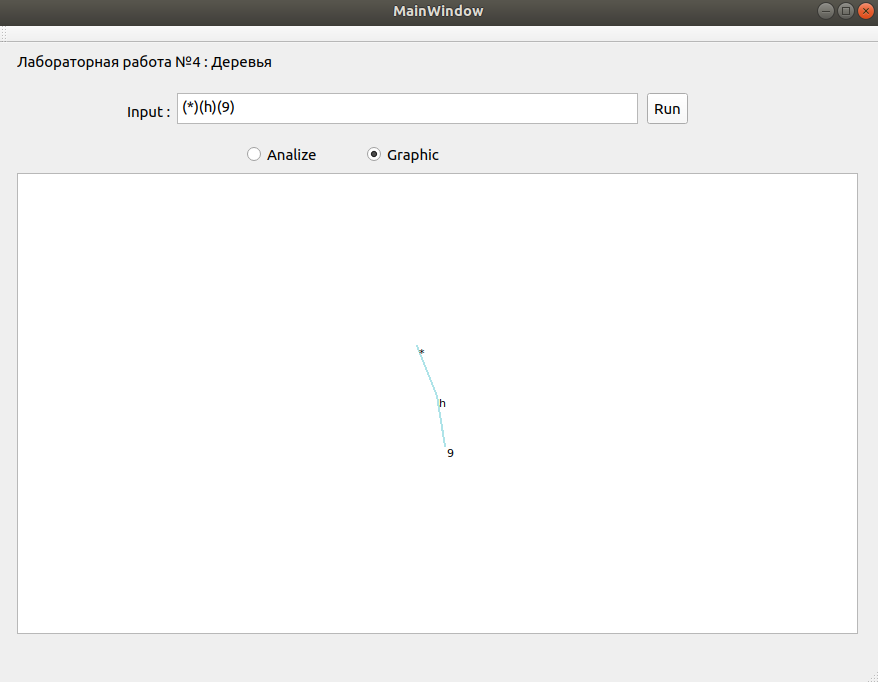 MainWindow
Лабораторная работа №4 : Деревья
Input : (*)(h)(9) Run
Analize Graphic
*
h
9